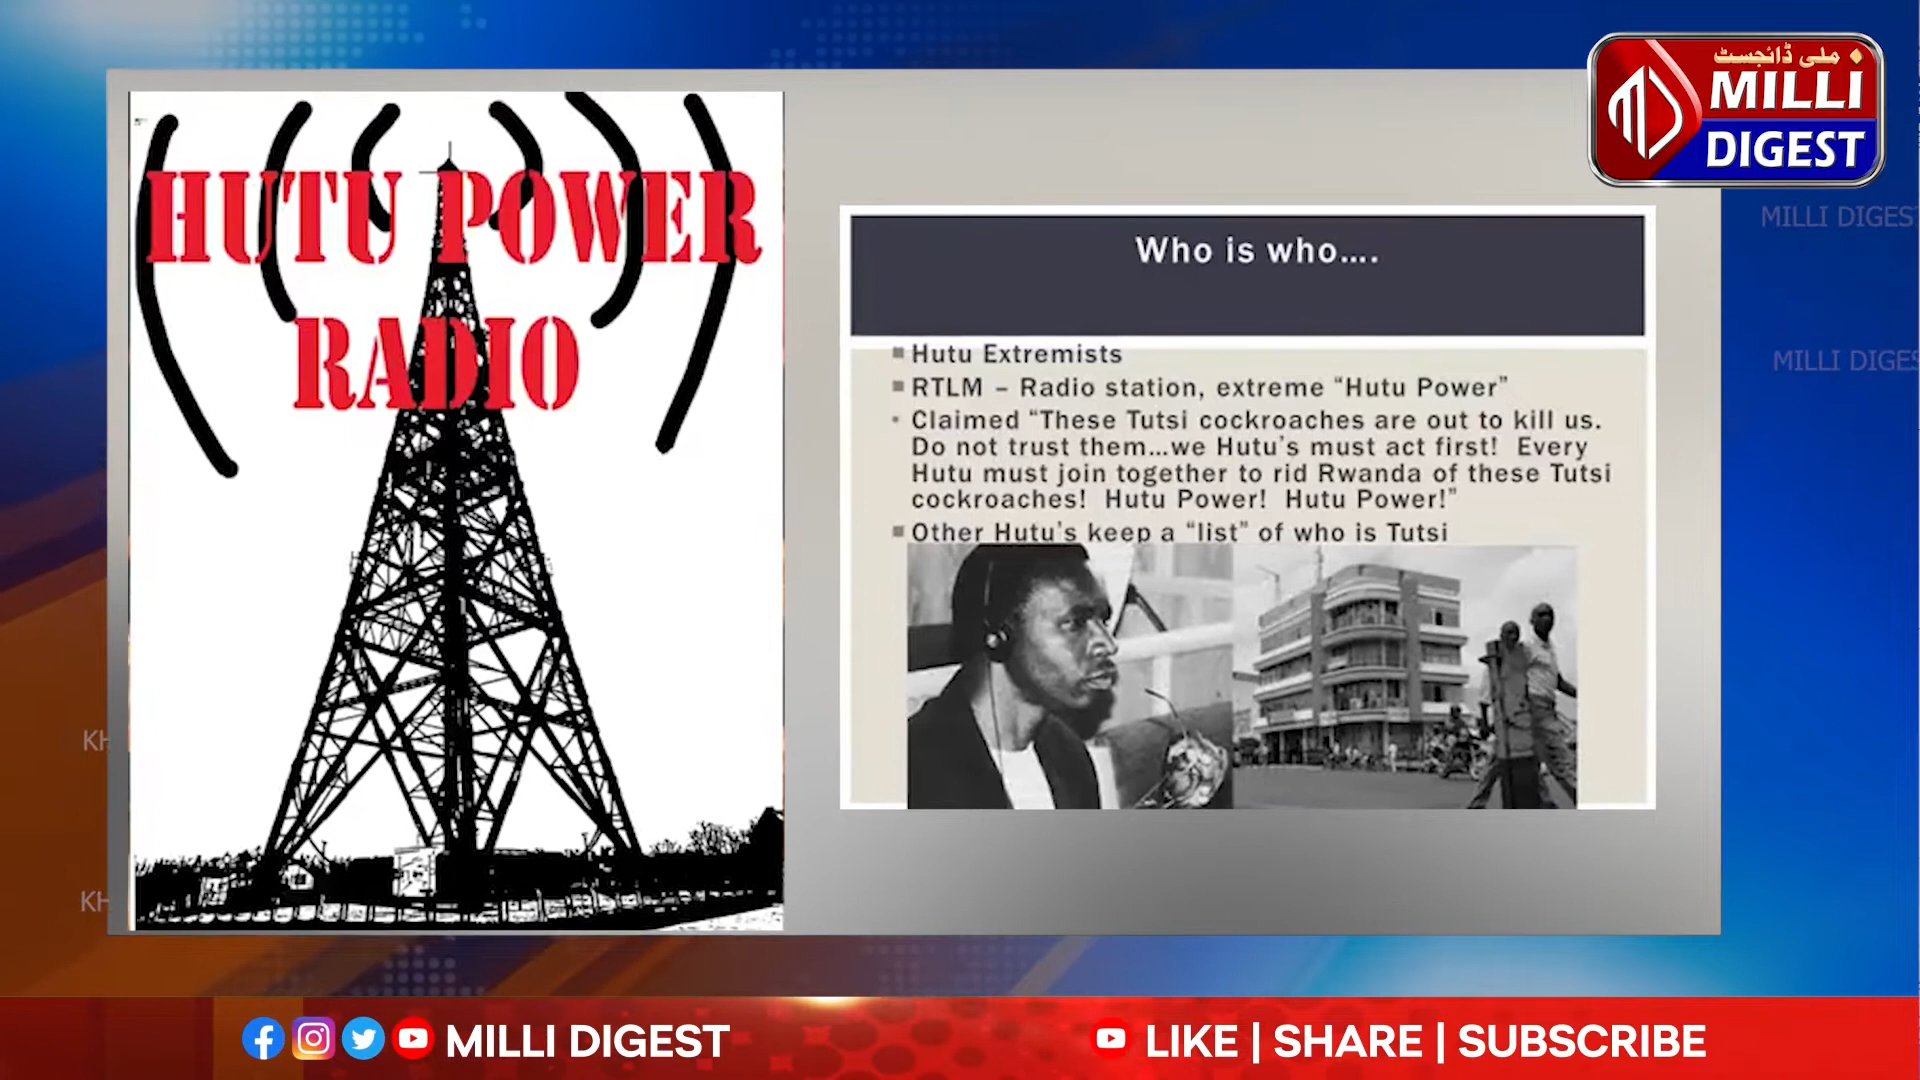 ملی ڈائجسٹ
MILLI
DIGEST
HUTU POWER
RADIO
Who is who....
Hutu Extremists
RTLM – Radio station, extreme “Hutu Power”
Claimed “These Tutsi cockroaches are out to kill us.
Do not trust them...we Hutu’s must act first! Every
Hutu must join together to rid Rwanda of these Tutsi
cockroaches! Hutu Power! Hutu Power!”
Other Hutu’s keep a “list” of who is Tutsi
MILLI DIGEST
MILLI DIGES
KH
KH
MILLI DIGEST
LIKE | SHARE | SUBSCRIBE